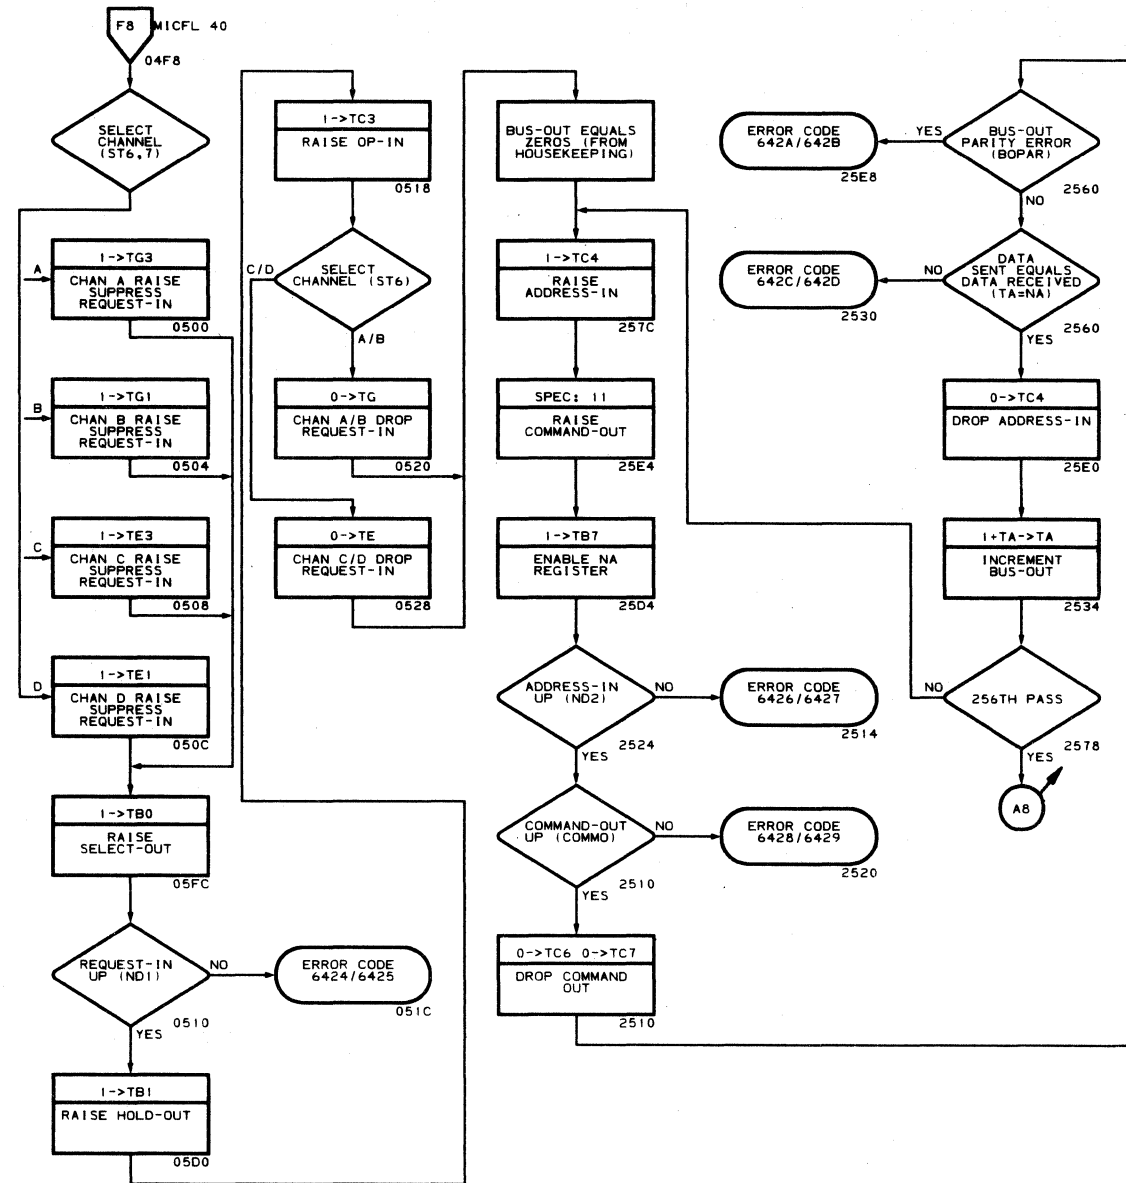 F8 MICFL 40
04F8
SELECT
CHANNEL
(ST6,7)
A
1->TG3
CHAN A RAISE
SUPPRESS
REQUEST-IN
0500
B
1->TG1
CHAN B RAISE
SUPPRESS
REQUEST-IN
0504
C
1->TE3
CHAN C RAISE
SUPPRESS
REQUEST-IN
0508
D
1->TE1
CHAN D RAISE
SUPPRESS
REQUEST-IN
050C
1->TB0
RAISE
SELECT-OUT
05FC
REQUEST-IN
UP (ND1)
NO
0510
YES
ERROR CODE
6424/6425
051C
1->TB1
RAISE HOLD-OUT
05D0
1->TC3
RAISE OP-IN
0518
SELECT
CHANNEL (ST6)
C/D
A/B
0->TG
CHAN A/B DROP
REQUEST-IN
0520
0->TE
CHAN C/D DROP
REQUEST-IN
0528
BUS-OUT EQUALS
ZEROS (FROM
HOUSEKEEPING)
1->TC4
RAISE
ADDRESS-IN
257C
SPEC: 11
RAISE
COMMAND-OUT
25E4
1->TB7
ENABLE NA
REGISTER
25D4
ADDRESS-IN
UP (ND2)
NO
2524
YES
ERROR CODE
6426/6427
2514
COMMAND-OUT
UP (COMMO)
NO
2510
YES
ERROR CODE
6428/6429
2520
0->TC6 0->TC7
DROP COMMAND
OUT
2510
BUS-OUT
PARITY ERROR
(BOPAR)
YES
2560
NO
ERROR CODE
642A/642B
25E8
DATA
SENT EQUALS
DATA RECEIVED
(TA=NA)
NO
2560
YES
ERROR CODE
642C/642D
2530
0->TC4
DROP ADDRESS-IN
25E0
1+TA->TA
INCREMENT
BUS-OUT
2534
256TH PASS
NO
2578
YES
A8